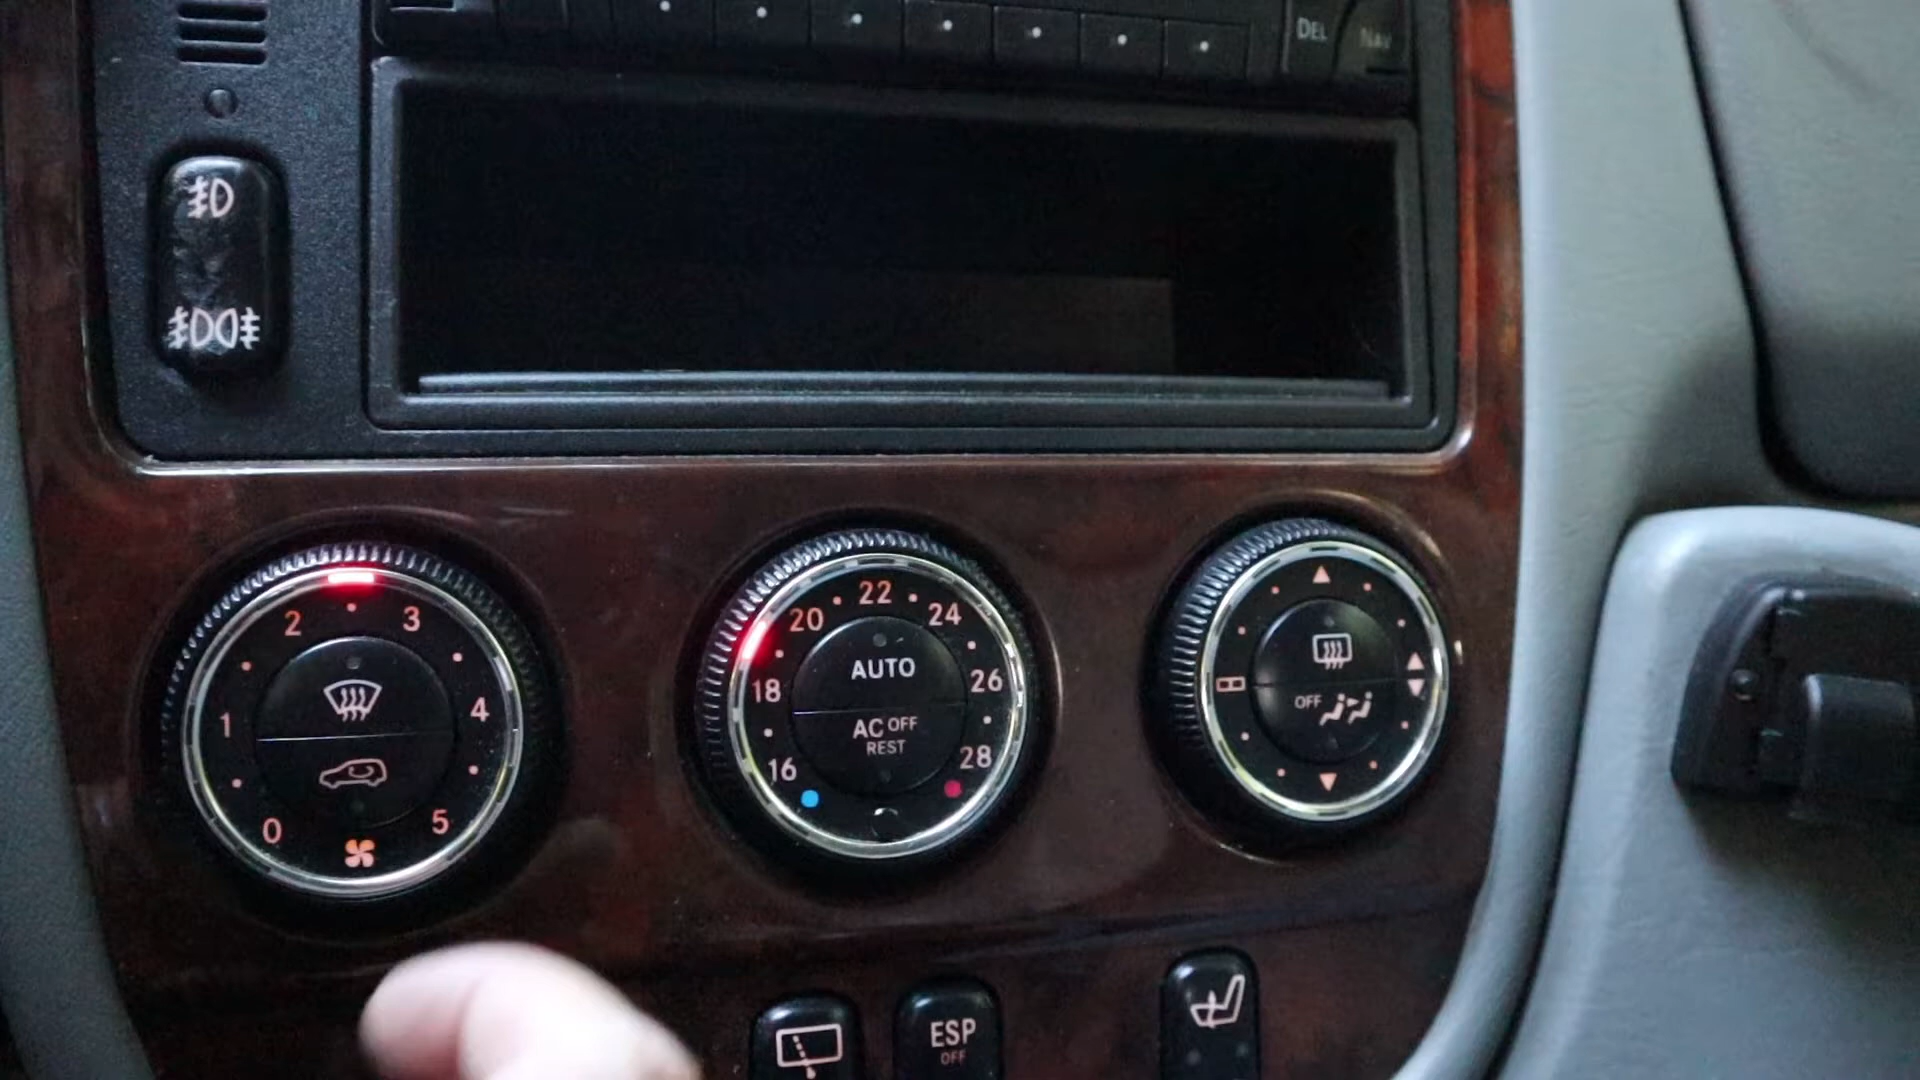 DEL NAV
2 3
1 4
0 5
20 22 24
18 AUTO 26
AC OFF
REST
16 28
OFF
ESP
OFF